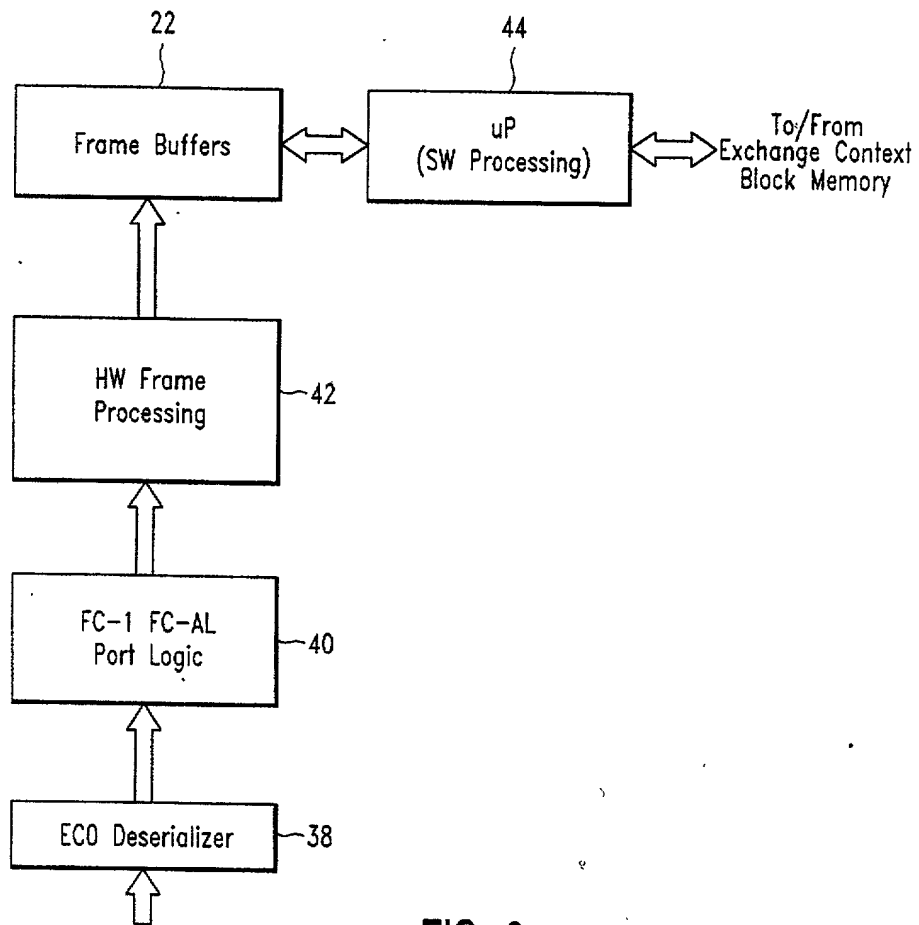 22
44
Frame Buffers
uP
(SW Processing)
To/From
Exchange Context
Block Memory
HW Frame
Processing
42
FC-1 FC-AL
Port Logic
40
ECO Deserializer
38